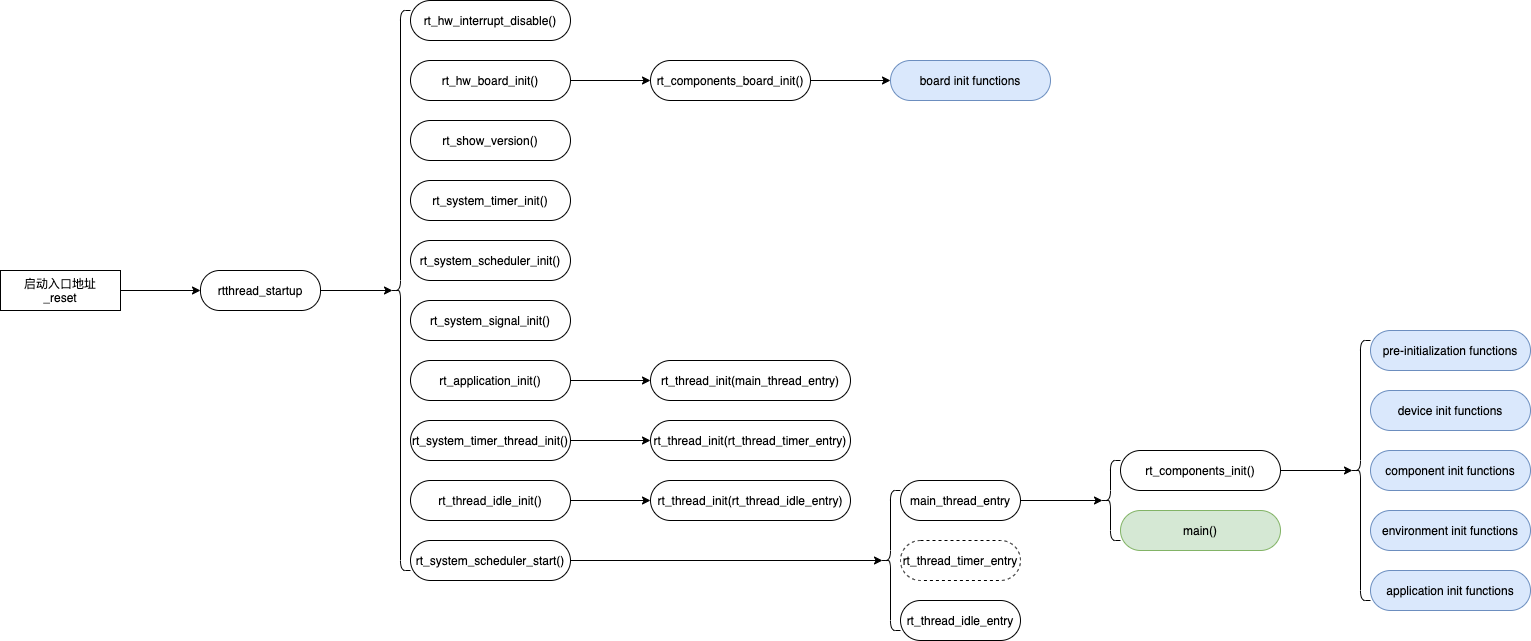 rt_hw_interrupt_disable()
rt_hw_board_init()
rt_components_board_init()
board init functions
rt_show_version()
rt_system_timer_init()
rt_system_scheduler_init()
启动入口地址
_reset
rtthread_startup
rt_system_signal_init()
rt_application_init()
rt_thread_init(main_thread_entry)
rt_system_timer_thread_init()
rt_thread_init(rt_thread_timer_entry)
rt_thread_idle_init()
rt_thread_init(rt_thread_idle_entry)
rt_system_scheduler_start()
main_thread_entry
rt_thread_timer_entry
rt_thread_idle_entry
rt_components_init()
main()
pre-initialization functions
device init functions
component init functions
environment init functions
application init functions